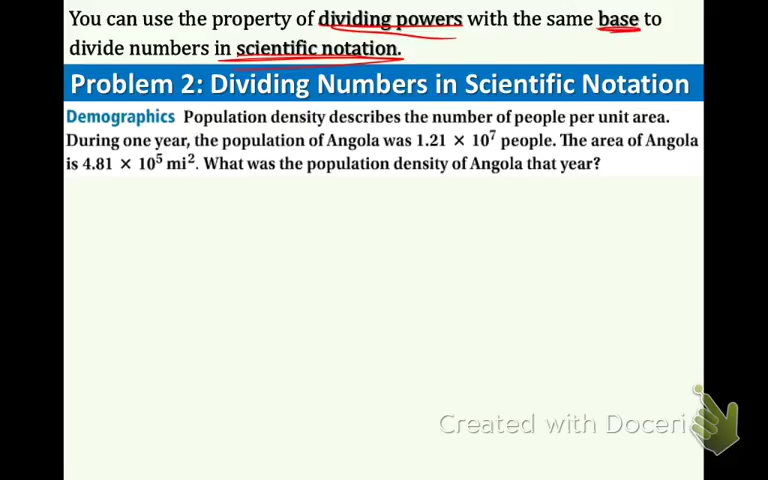 You can use the property of dividing powers with the same base to
divide numbers in scientific notation.
Problem 2: Dividing Numbers in Scientific Notation
Demographics Population density describes the number of people per unit area.
During one year, the population of Angola was 1.21 × 10⁷ people. The area of Angola
is 4.81 × 10⁵ mi². What was the population density of Angola that year?
Created with Doceri